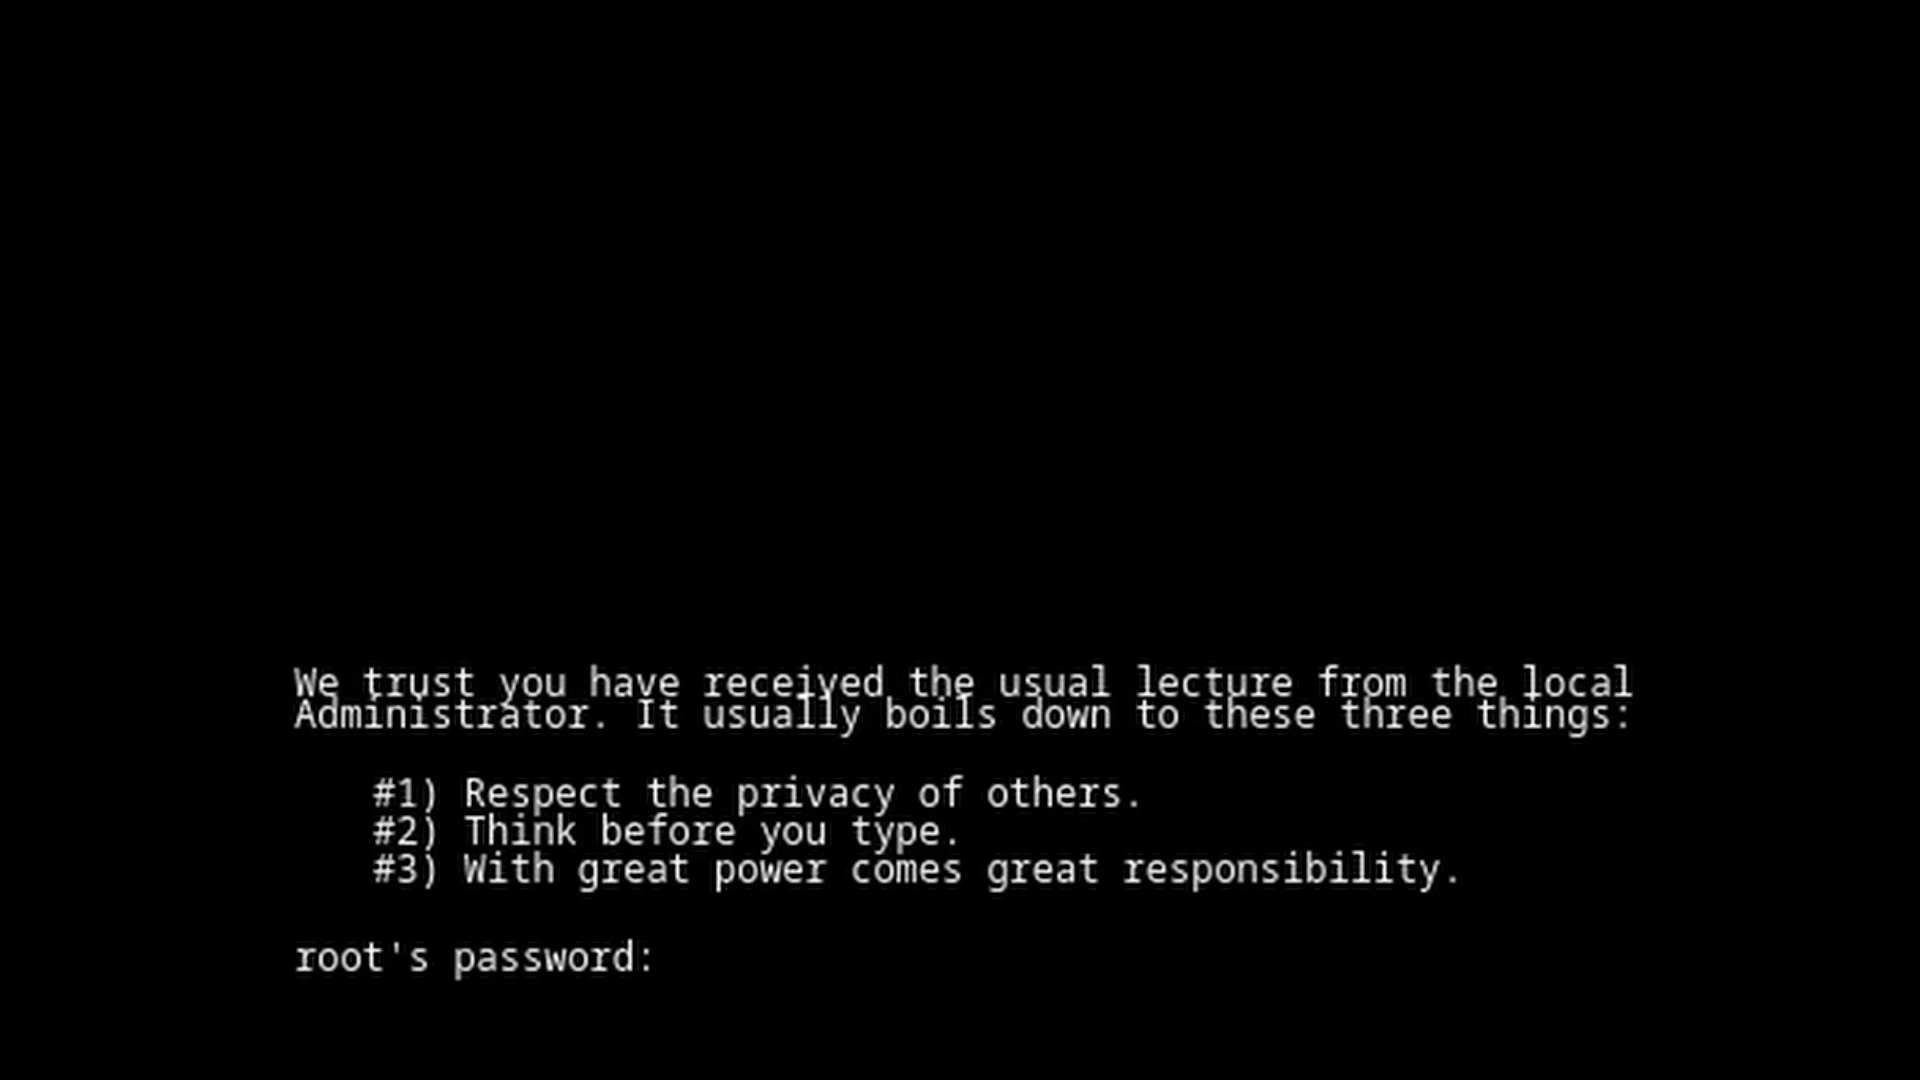 We trust you have received the usual lecture from the local
Administrator. It usually boils down to these three things:
#1) Respect the privacy of others.
#2) Think before you type.
#3) With great power comes great responsibility.
root's password: